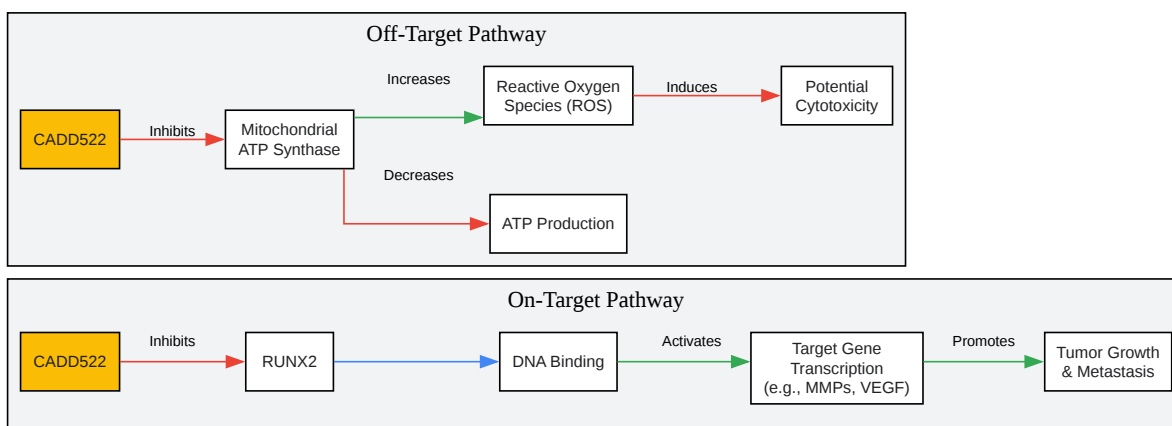 Off-Target Pathway
CADD522
Inhibits
Mitochondrial
ATP Synthase
Increases
Reactive Oxygen
Species (ROS)
Induces
Potential
Cytotoxicity
Decreases
ATP Production
On-Target Pathway
CADD522
Inhibits
RUNX2
DNA Binding
Activates
Target Gene
Transcription
(e.g., MMPs, VEGF)
Promotes
Tumor Growth
& Metastasis